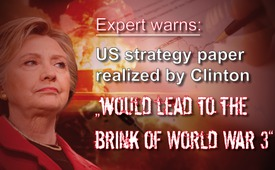 Expert warns:
US strategy paper
realized by Clinton
„WOULD LEAD TO THE
BRINK OF WORLD WAR 3“